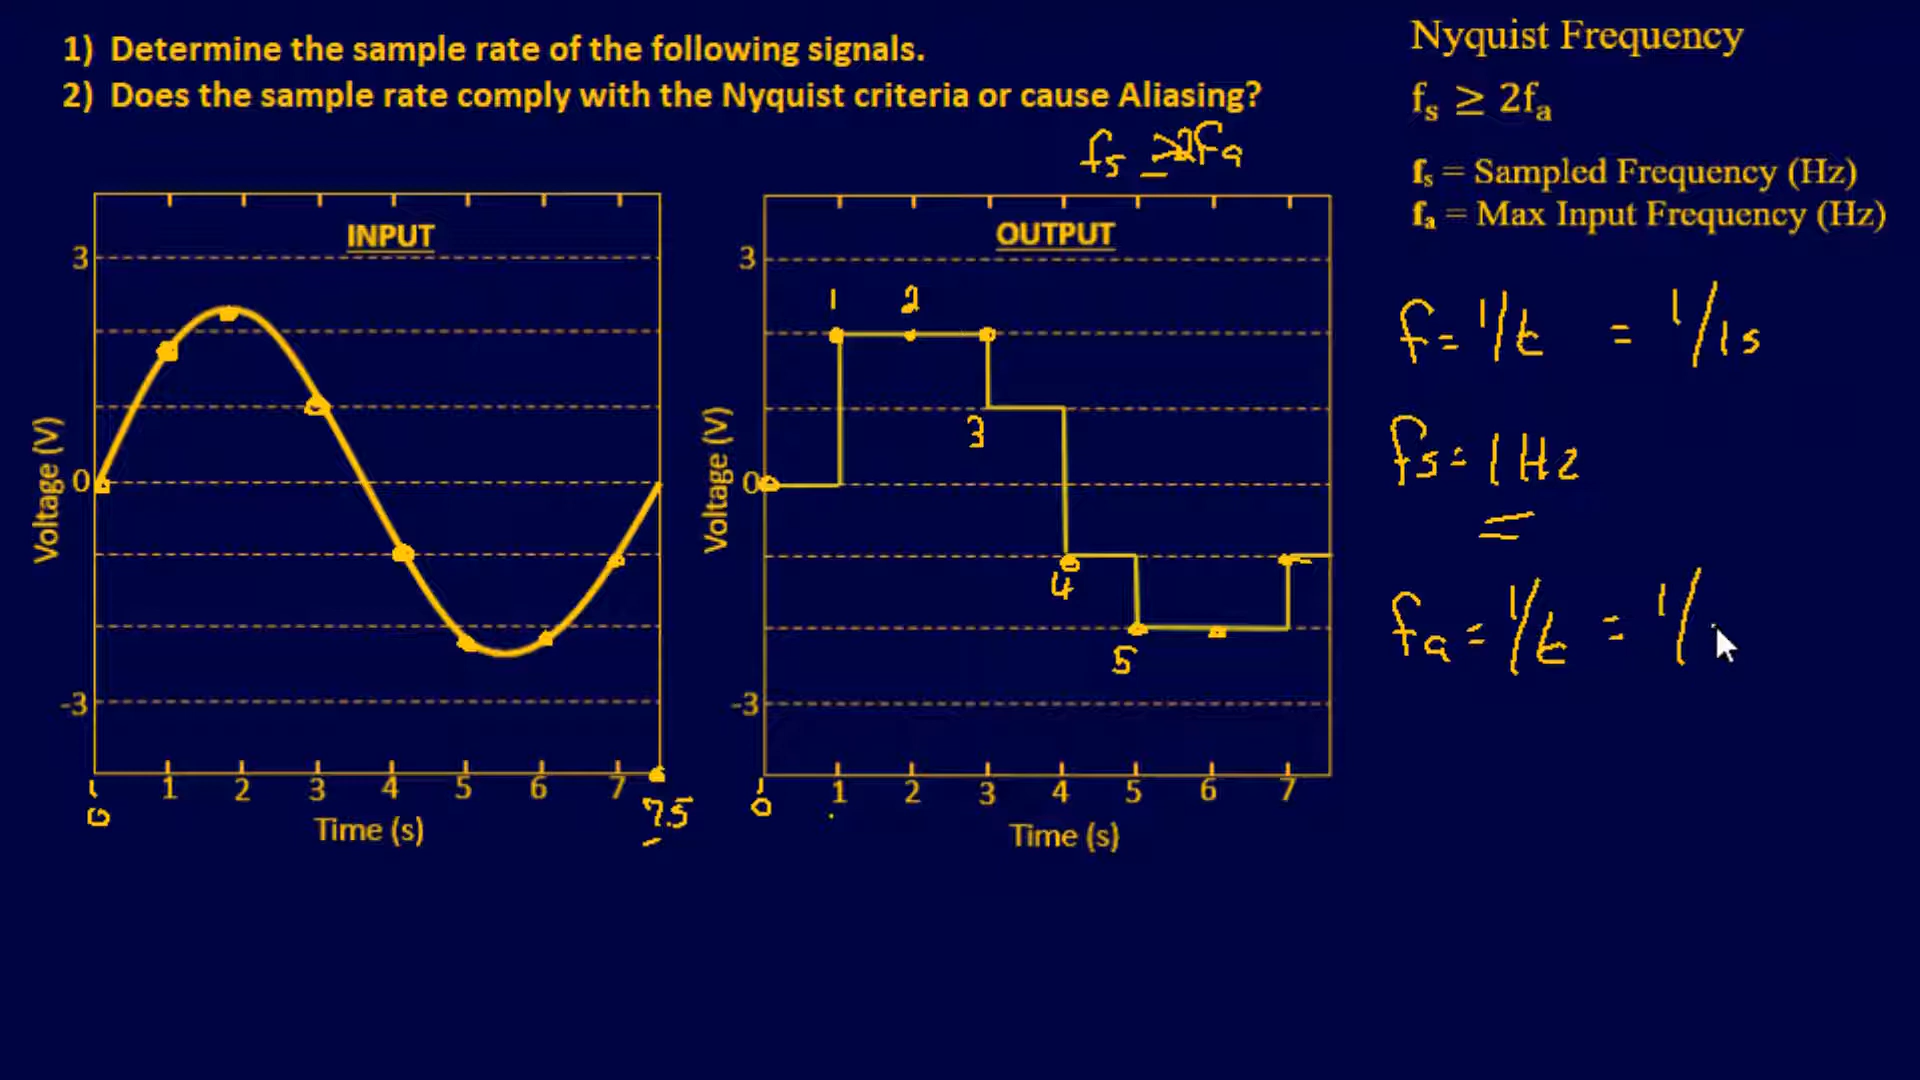 1) Determine the sample rate of the following signals.
2) Does the sample rate comply with the Nyquist criteria or cause Aliasing?
fs ≥2fa
Nyquist Frequency
fs ≥ 2fa
fs = Sampled Frequency (Hz)
fa = Max Input Frequency (Hz)
INPUT
3
0
-3
Voltage (V)
1 2 3 4 5 6 7
0
7.5
Time (s)
OUTPUT
3
0
-3
Voltage (V)
1 2
3
4
5
1 2 3 4 5 6 7
0
Time (s)
f= 1/t = 1/1s
fs= 1Hz
fa = 1/t = 1/